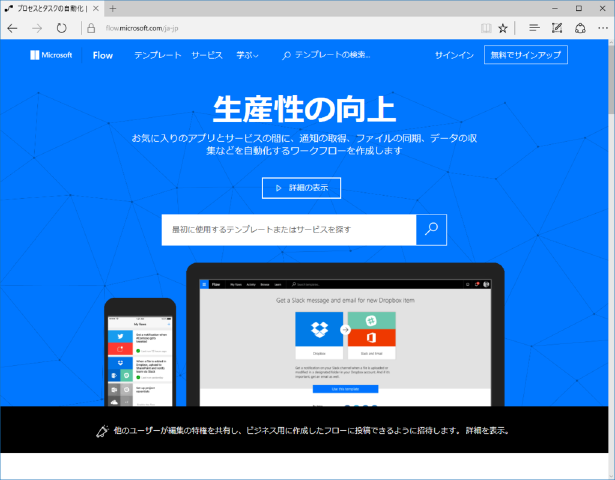 プロセスとタスクの自動化 |
flow.microsoft.com/ja-jp
Microsoft Flow テンプレート サービス 学ぶ テンプレートの検索... サインイン 無料でサインアップ
生産性の向上
お気に入りのアプリとサービスの間に、通知の取得、ファイルの同期、データの収
集などを自動化するワークフローを作成します
詳細の表示
最初に使用するテンプレートまたはサービスを探す
Flow
Get a Slack message and email for new Dropbox item
Dropbox
Slack and Email
他のユーザーが編集の特権を共有し、ビジネス用に作成したフローに投稿できるように招待します。 詳細を表示。